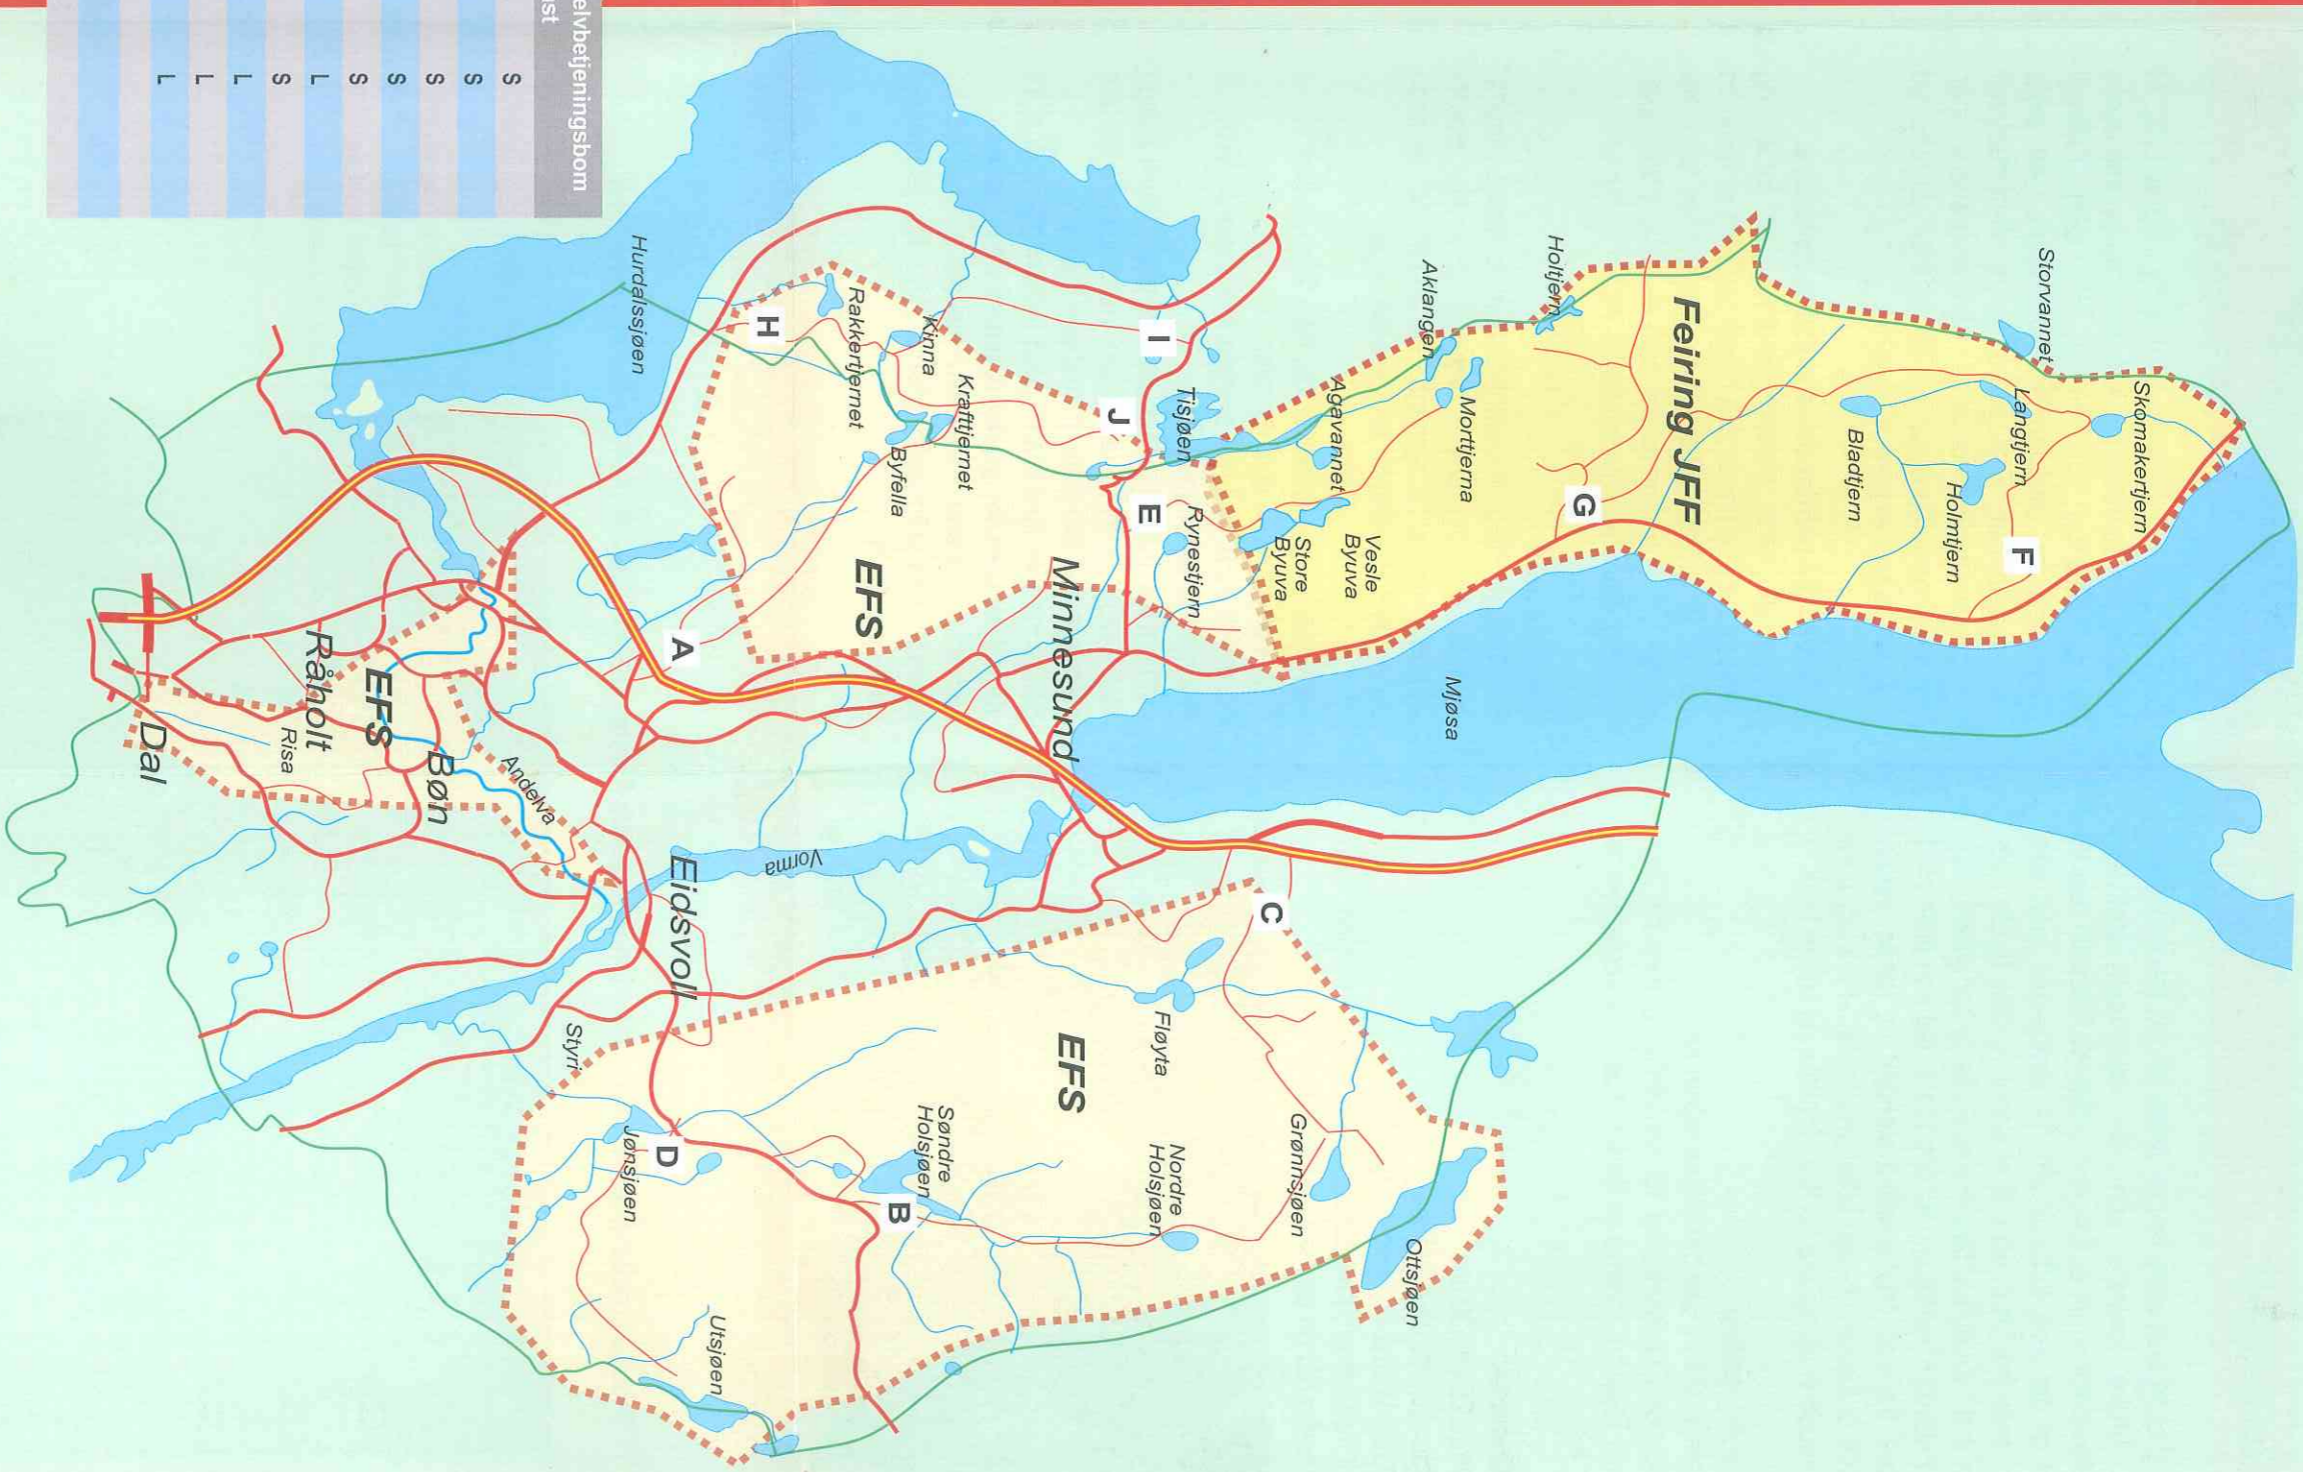 Skomakertjern
Storvannet
Langtjern
F
Holmtjern
Bladtjern
Feiring JFF
G
Holtjern
Mjøsa
Morttjerna
Aklangen
Ottsjøen
Vesle
Byuva
Agavannet
Store
Byuva
Grønnsjøen
C
Rynestjern
Tisjøen
Nordre
Holsjøen
Fløyta
I
E
J
Minnesund
EFS
Krafttjernet
Søndre
Holsjøen
Kinna
Byfella
B
EFS
Rakkertjernet
Vorma
H
Utsjøen
Eidsvoll
A
D
Hurdalssjøen
Jønsjøen
Styri
Andelva
Bøn
EFS
Råholt
Risa
Dal
elvbetjeningsbom
st
S
S
S
S
S
L
S
L
L
L